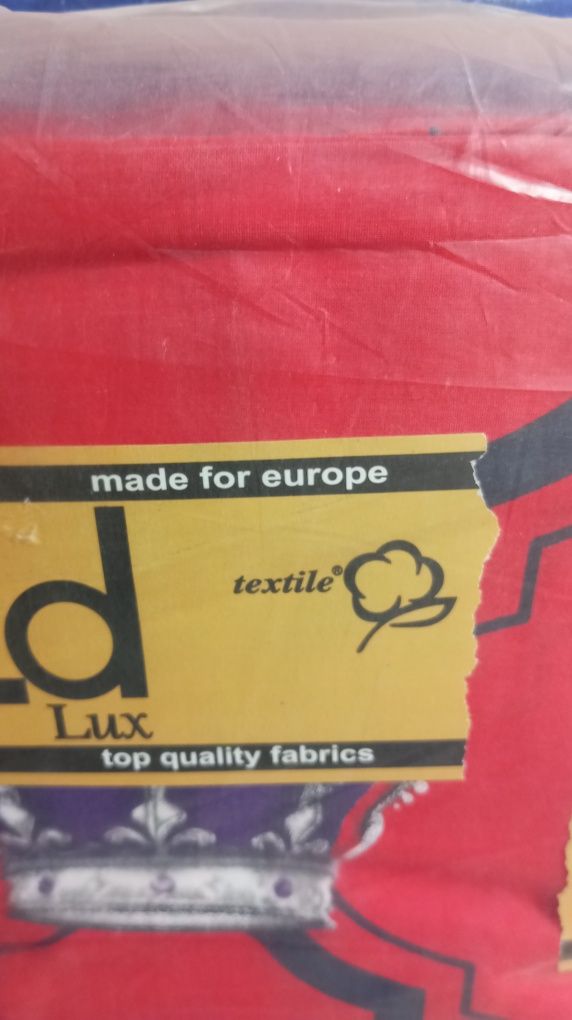 made for europe
textile®
d
Lux
top quality fabrics